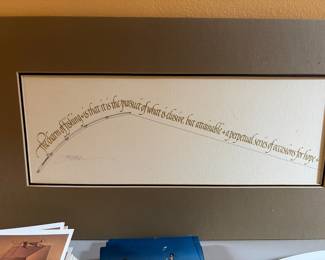 The charm of fishing is that it is the pursuit of what is elusive, but attainable • a perpetual series of occasions for hope •